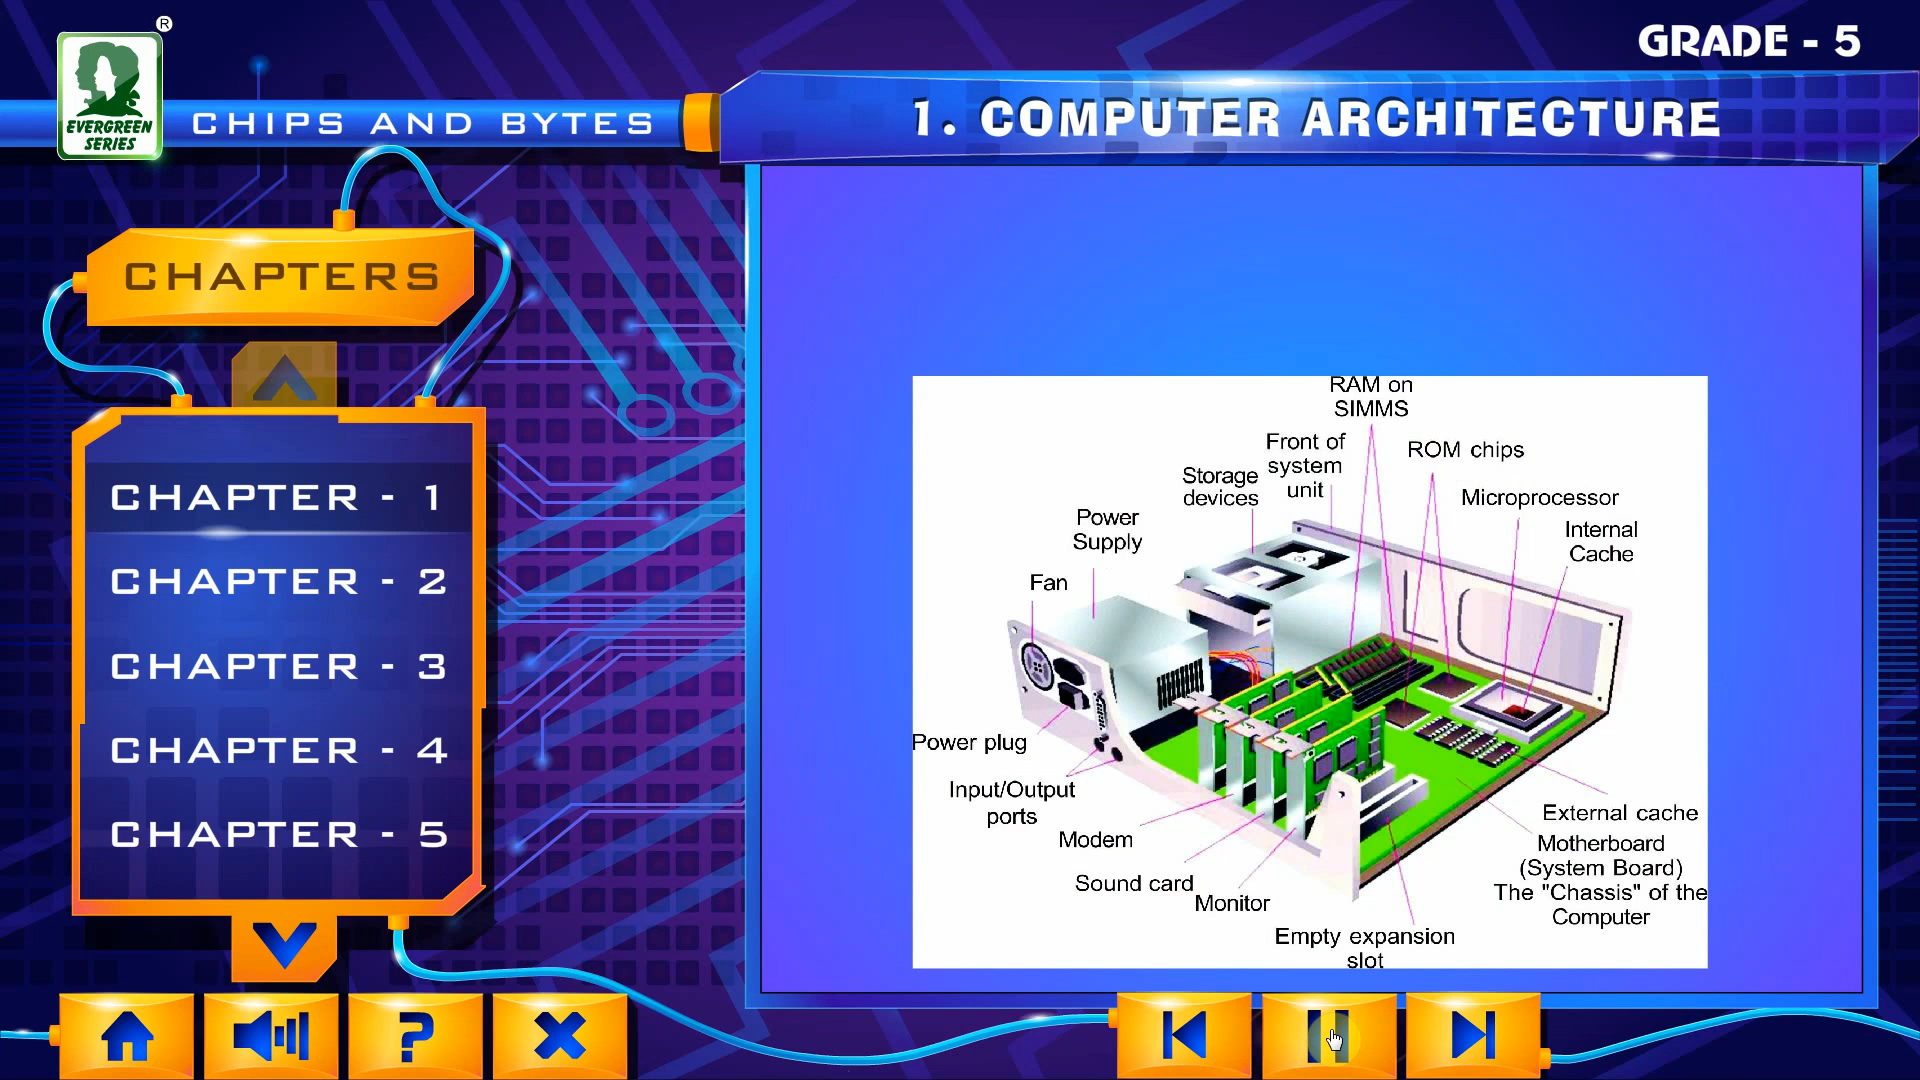 ®
EVERGREEN
SERIES
CHIPS AND BYTES
GRADE - 5
1. COMPUTER ARCHITECTURE
CHAPTERS
CHAPTER - 1
CHAPTER - 2
CHAPTER - 3
CHAPTER - 4
CHAPTER - 5
RAM on
SIMMS
Front of
system
unit
ROM chips
Storage
devices
Microprocessor
Power
Supply
Internal
Cache
Fan
Power plug
Input/Output
ports
Modem
Sound card
Monitor
Empty expansion
slot
External cache
Motherboard
(System Board)
The "Chassis" of the
Computer
?